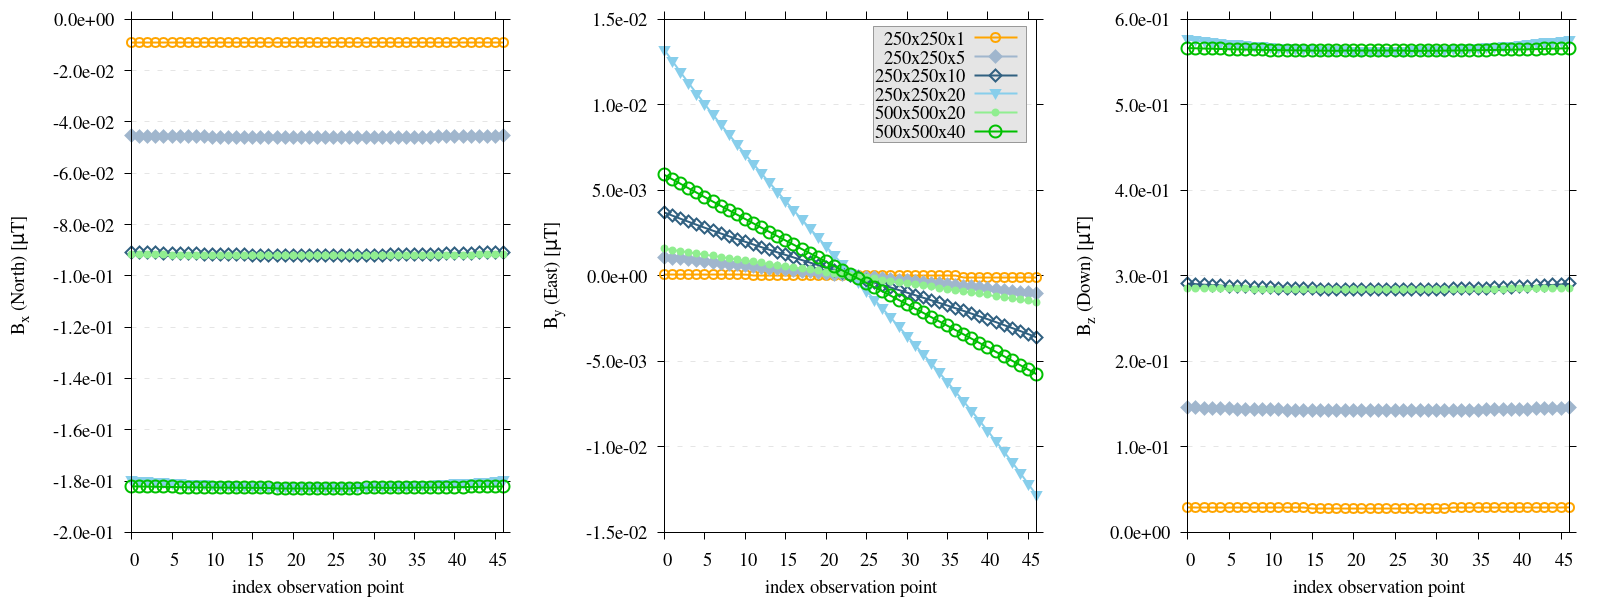 0.0e+00
-2.0e-02
-4.0e-02
-6.0e-02
-8.0e-02
-1.0e-01
-1.2e-01
-1.4e-01
-1.6e-01
-1.8e-01
-2.0e-01
0 5 10 15 20 25 30 35 40 45
index observation point
Bx (North) [μT]
1.5e-02
1.0e-02
5.0e-03
0.0e+00
-5.0e-03
-1.0e-02
-1.5e-02
0 5 10 15 20 25 30 35 40 45
index observation point
By (East) [μT]
250x250x1
250x250x5
250x250x10
250x250x20
500x500x20
500x500x40
6.0e-01
5.0e-01
4.0e-01
3.0e-01
2.0e-01
1.0e-01
0.0e+00
0 5 10 15 20 25 30 35 40 45
index observation point
Bz (Down) [μT]